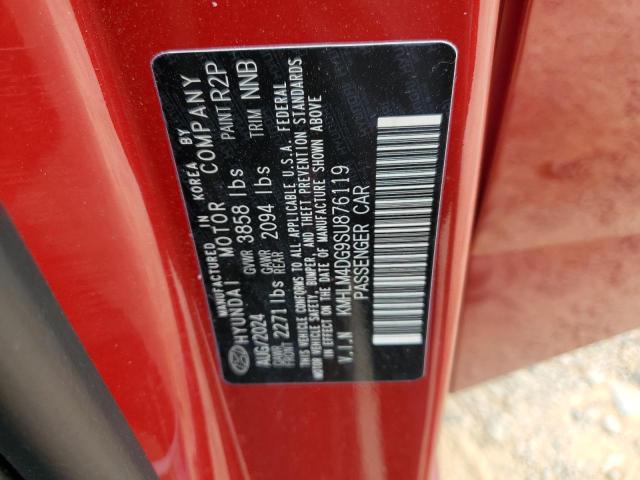 MANUFACTURED IN KOREA BY
HYUNDAI MOTOR COMPANY
AUG/2024 GVWR 3858 lbs PAINT R2P
GAWR FRONT 2271 lbs GAWR REAR 2094 lbs TRIM NNB
THIS VEHICLE CONFORMS TO ALL APPLICABLE U.S.A. FEDERAL
MOTOR VEHICLE SAFETY, BUMPER, AND THEFT PREVENTION STANDARDS
IN EFFECT ON THE DATE OF MANUFACTURE SHOWN ABOVE
V.I.N KMHLM4DG9SU876119
PASSENGER CAR